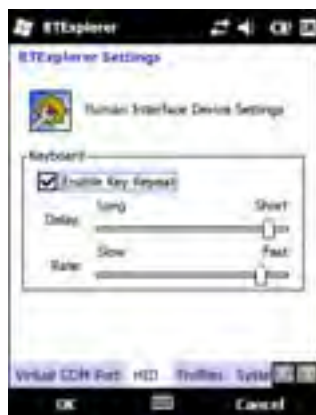 BTExplorer
BTExplorer Settings
Human Interface Device Settings
Keyboard
Enable Key Repeat
Long Short
Delay:
Slow Fast
Rate:
Virtual COM Port HID Profiles System
OK Cancel